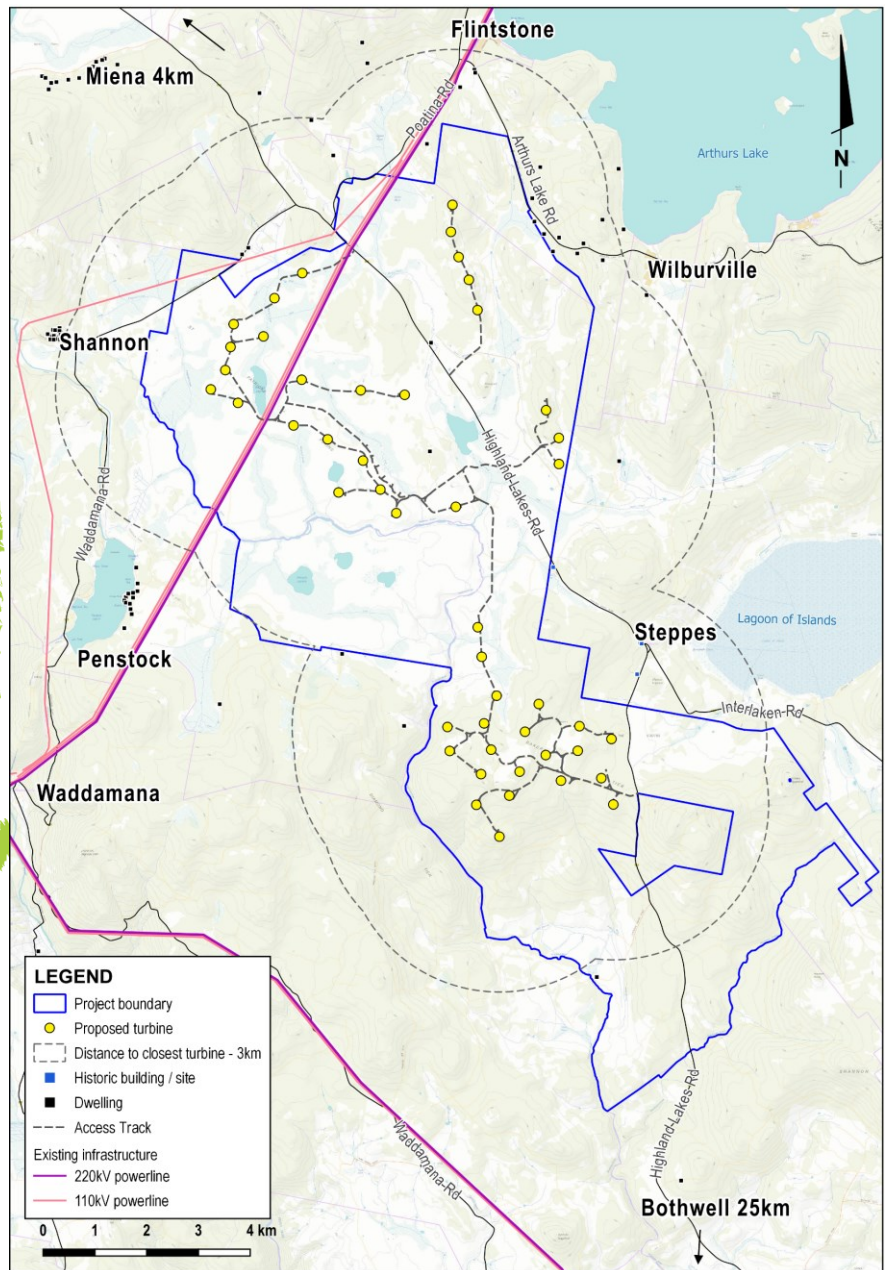 Flintstone
Miena 4km
Poatina Rd
Arthurs Lake Rd
Arthurs Lake
N
Wilburville
Shannon
Highland-Lakes-Rd
Waddamana-Rd
Lagoon of Islands
Steppes
Penstock
Interlaken-Rd
Waddamana
LEGEND
Project boundary
Proposed turbine
Distance to closest turbine - 3km
Historic building / site
Dwelling
Access Track
Existing infrastructure
220kV powerline
110kV powerline
0 1 2 3 4 km
Waddamana-Rd
Highland-Lakes-Rd
Bothwell 25km